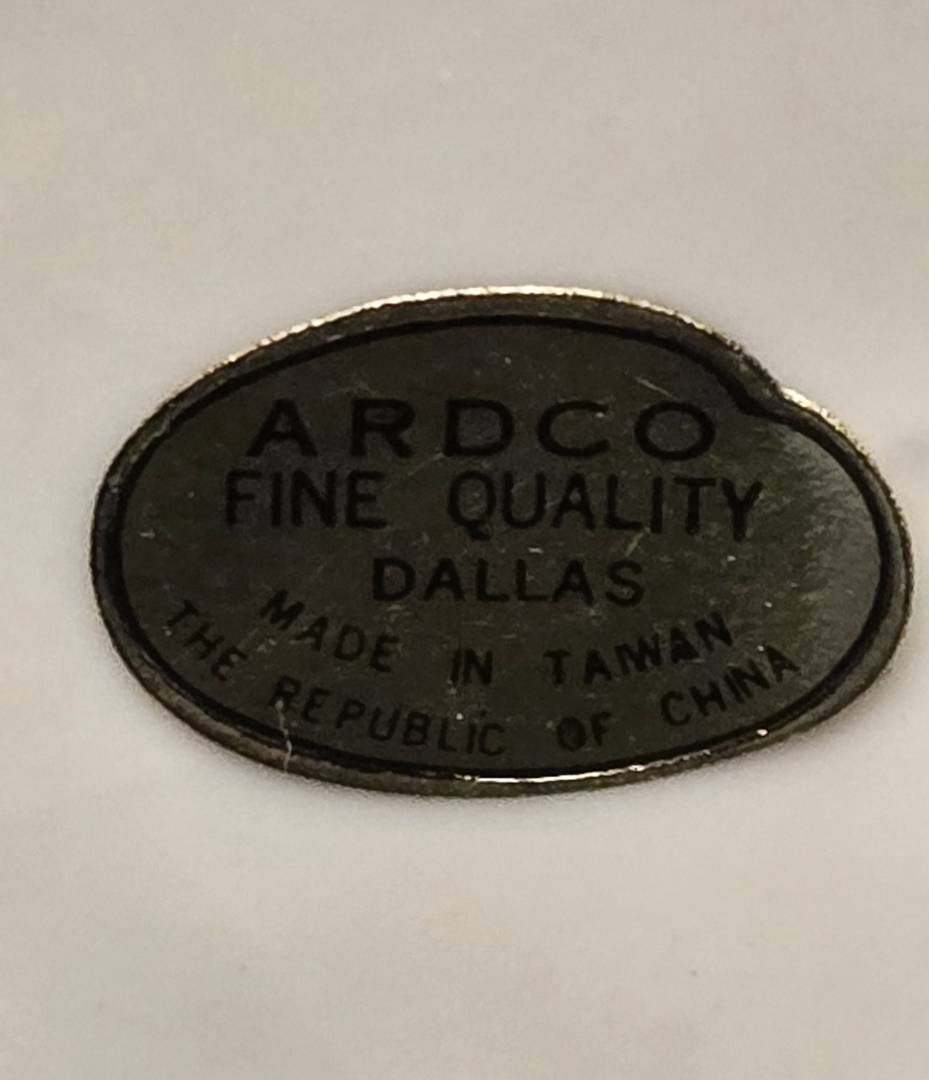 ARDCO
FINE QUALITY
DALLAS
MADE IN TAIWAN
THE REPUBLIC OF CHINA